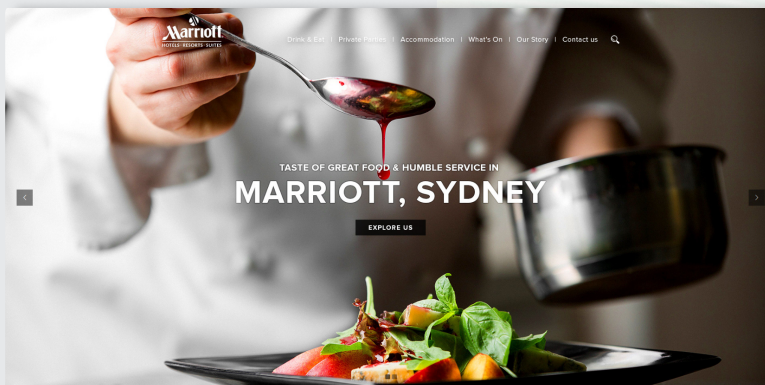 Marriott
HOTELS · RESORTS · SUITES
Drink & Eat | Private Parties | Accommodation | What's On | Our Story | Contact us
TASTE OF GREAT FOOD & HUMBLE SERVICE IN
MARRIOTT, SYDNEY
EXPLORE US